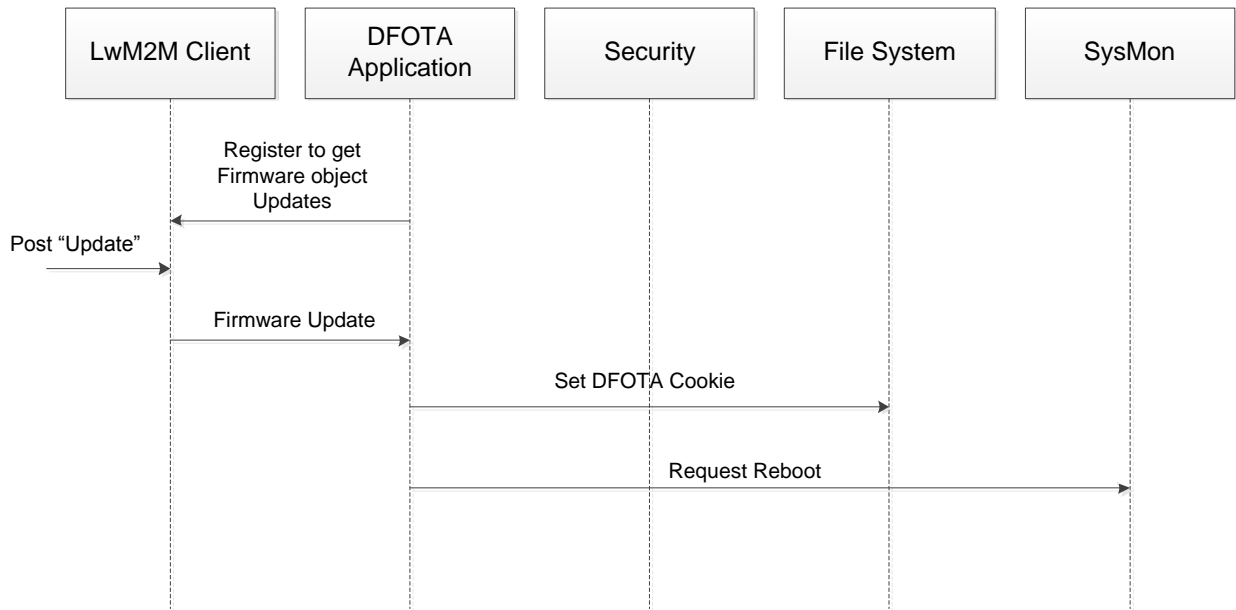 LwM2M Client
DFOTA
Application
Security
File System
SysMon
Register to get
Firmware object
Updates
Post “Update”
Firmware Update
Set DFOTA Cookie
Request Reboot